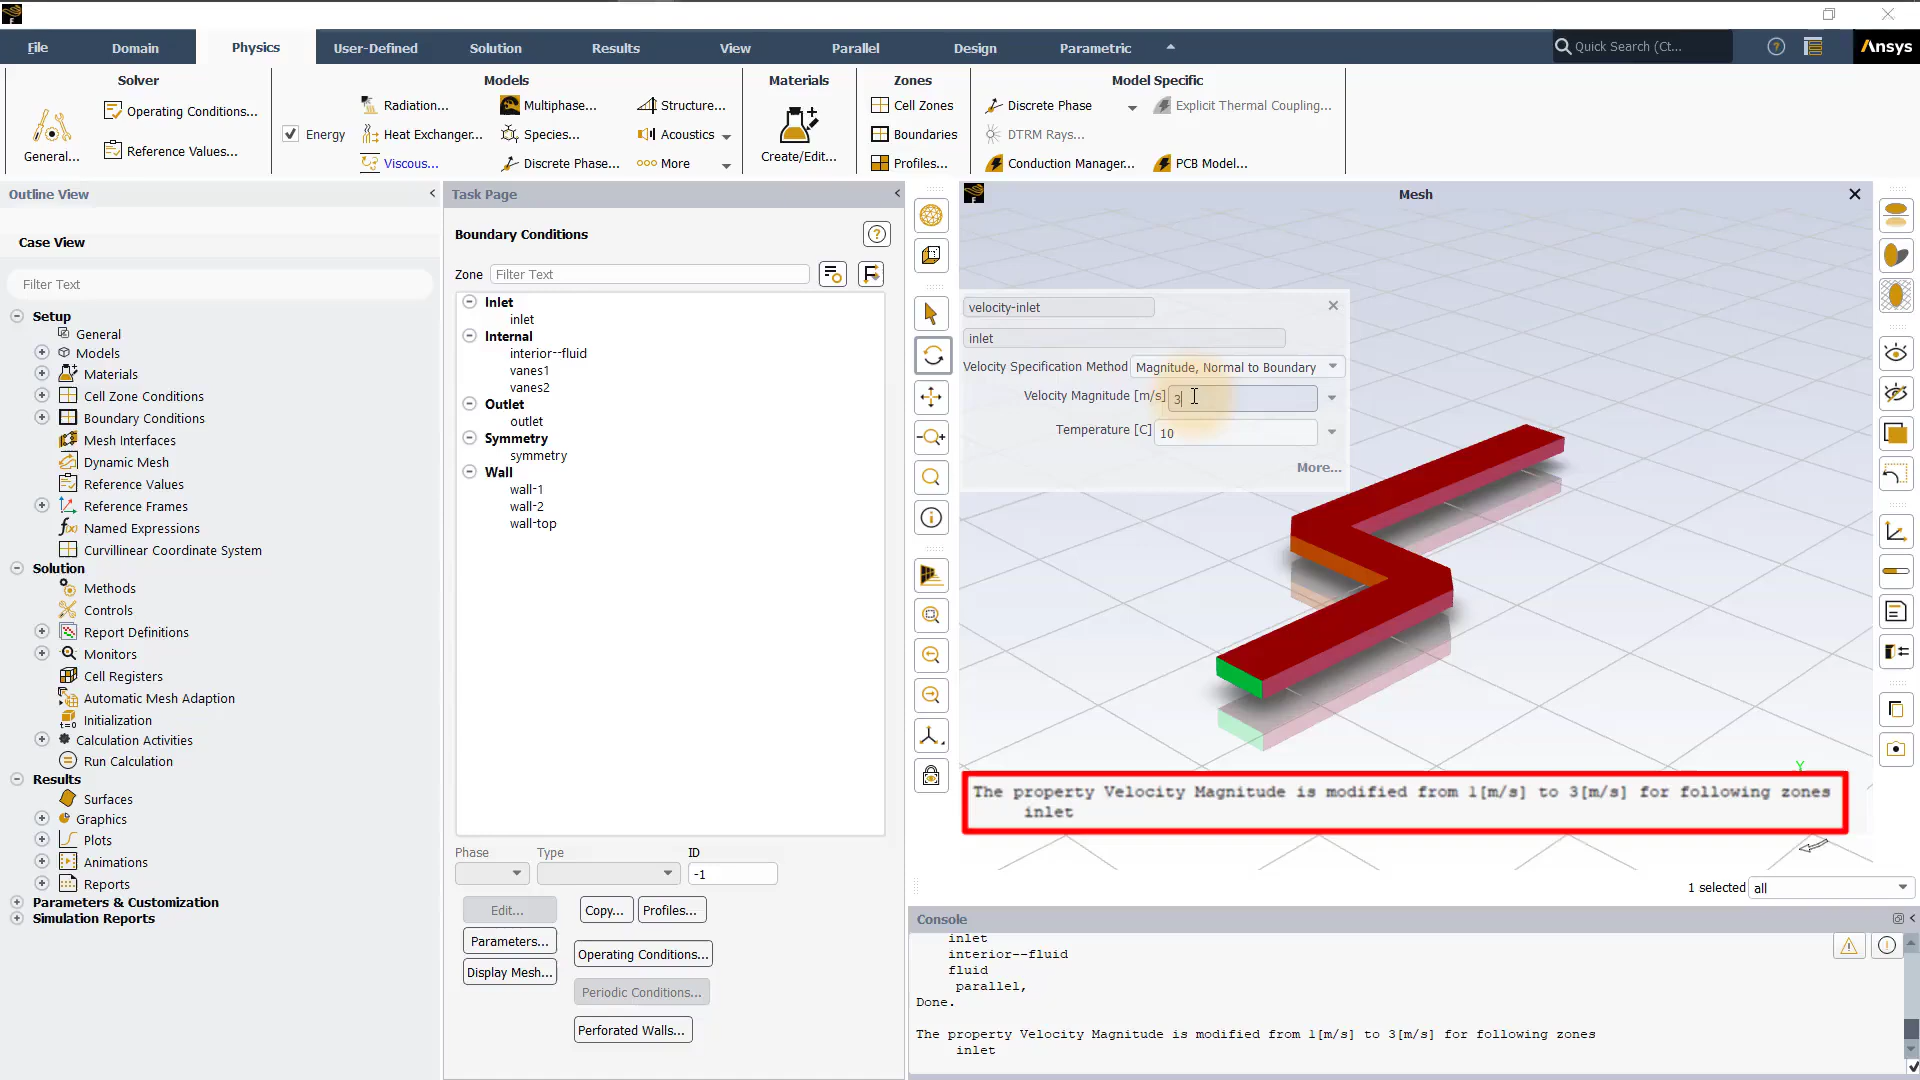 File
Domain
Physics
User-Defined
Solution
Results
View
Parallel
Design
Parametric
Quick Search (Ct...
Ansys
Solver
Models
Materials
Zones
Model Specific
General...
Operating Conditions...
Reference Values...
Energy
Radiation...
Heat Exchanger...
Viscous...
Multiphase...
Species...
Discrete Phase...
Structure...
Acoustics
More
Create/Edit...
Cell Zones
Boundaries
Profiles...
Discrete Phase
DTRM Rays...
Conduction Manager...
Explicit Thermal Coupling...
PCB Model...
Outline View
Case View
Filter Text
Setup
General
Models
Materials
Cell Zone Conditions
Boundary Conditions
Mesh Interfaces
Dynamic Mesh
Reference Values
Reference Frames
Named Expressions
Curvillinear Coordinate System
Solution
Methods
Controls
Report Definitions
Monitors
Cell Registers
Automatic Mesh Adaption
Initialization
Calculation Activities
Run Calculation
Results
Surfaces
Graphics
Plots
Animations
Reports
Parameters & Customization
Simulation Reports
Task Page
Boundary Conditions
Zone Filter Text
Inlet
inlet
Internal
interior--fluid
vanes1
vanes2
Outlet
outlet
Symmetry
symmetry
Wall
wall-1
wall-2
wall-top
Phase Type ID
-1
Edit... Copy... Profiles...
Parameters... Operating Conditions...
Display Mesh... Periodic Conditions...
Perforated Walls...
Mesh
velocity-inlet
inlet
Velocity Specification Method Magnitude, Normal to Boundary
Velocity Magnitude [m/s] 3
Temperature [C] 10
More...
Y
The property Velocity Magnitude is modified from 1[m/s] to 3[m/s] for following zones
inlet
1 selected all
Console
inlet
interior--fluid
fluid
parallel,
Done.
The property Velocity Magnitude is modified from 1[m/s] to 3[m/s] for following zones
inlet